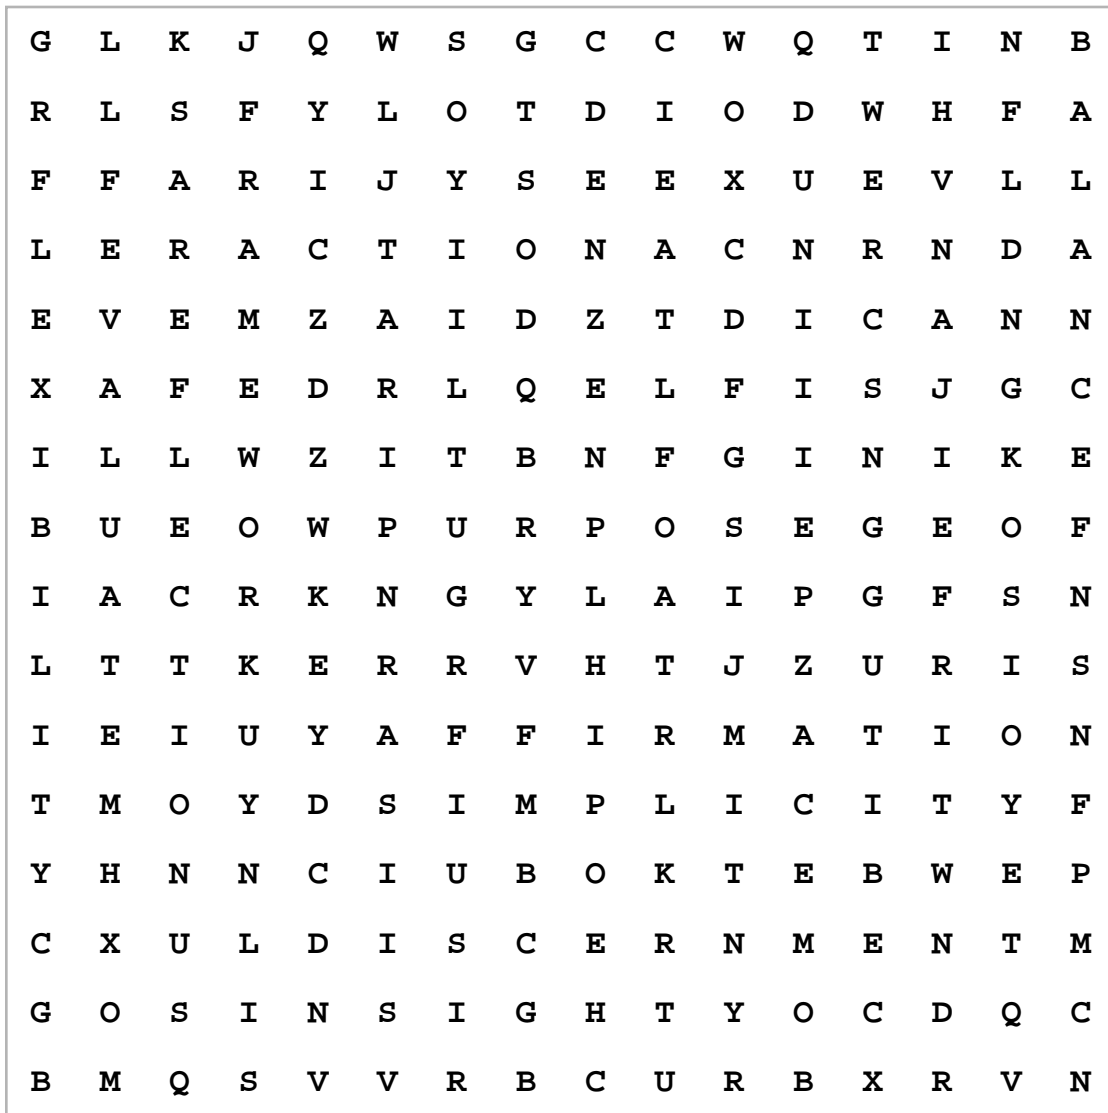 G L K J Q W S G C C W Q T I N B
R L S F Y L O T D I O D W H F A
F F A R I J Y S E E X U E V L L
L E R A C T I O N A C N R N D A
E V E M Z A I D Z T D I C A N N
X A F E D R L Q E L F I S J G C
I L L W Z I T B N F G I N I K E
B U E O W P U R P O S E G E O F
I A C R K N G Y L A I P G F S N
L T T K E R R V H T J Z U R I S
I E I U Y A F F I R M A T I O N
T M O Y D S I M P L I C I T Y F
Y H N N C I U B O K T E B W E P
C X U L D I S C E R N M E N T M
G O S I N S I G H T Y O C D Q C
B M Q S V V R B C U R B X R V N